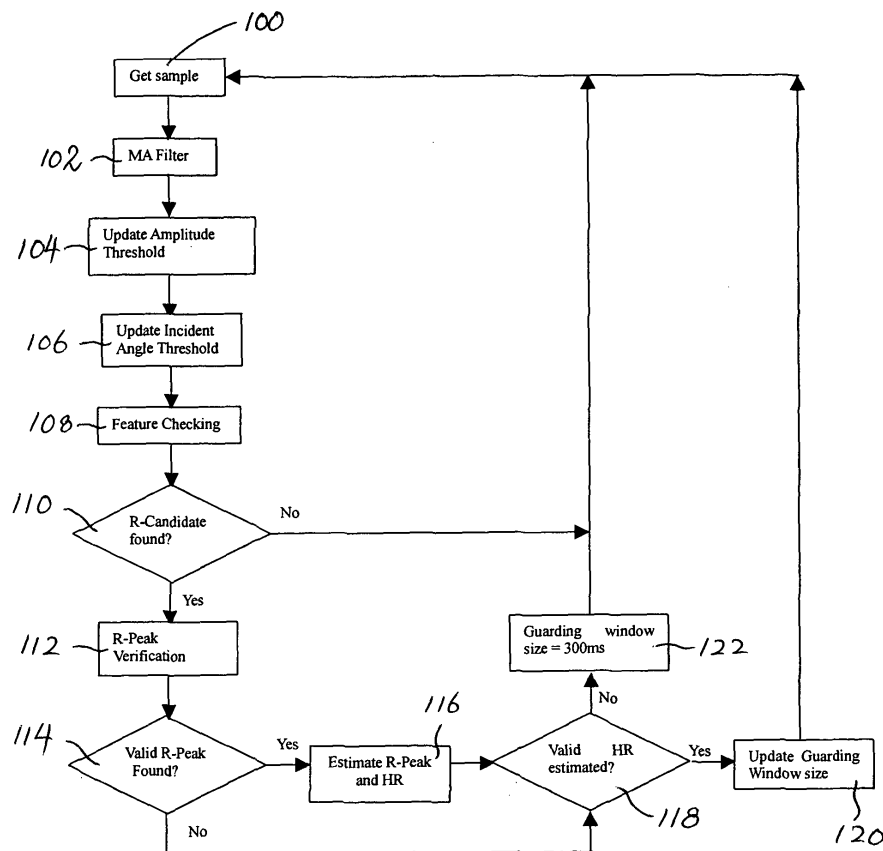 100
Get sample
102
MA Filter
104
Update Amplitude
Threshold
106
Update Incident
Angle Threshold
108
Feature Checking
110
R-Candidate
found?
No
Yes
112
R-Peak
Verification
Guarding window
size = 300ms
122
No
114
Valid R-Peak
Found?
Yes
116
Estimate R-Peak
and HR
Valid HR
estimated?
118
Yes
Update Guarding
Window size
120
No